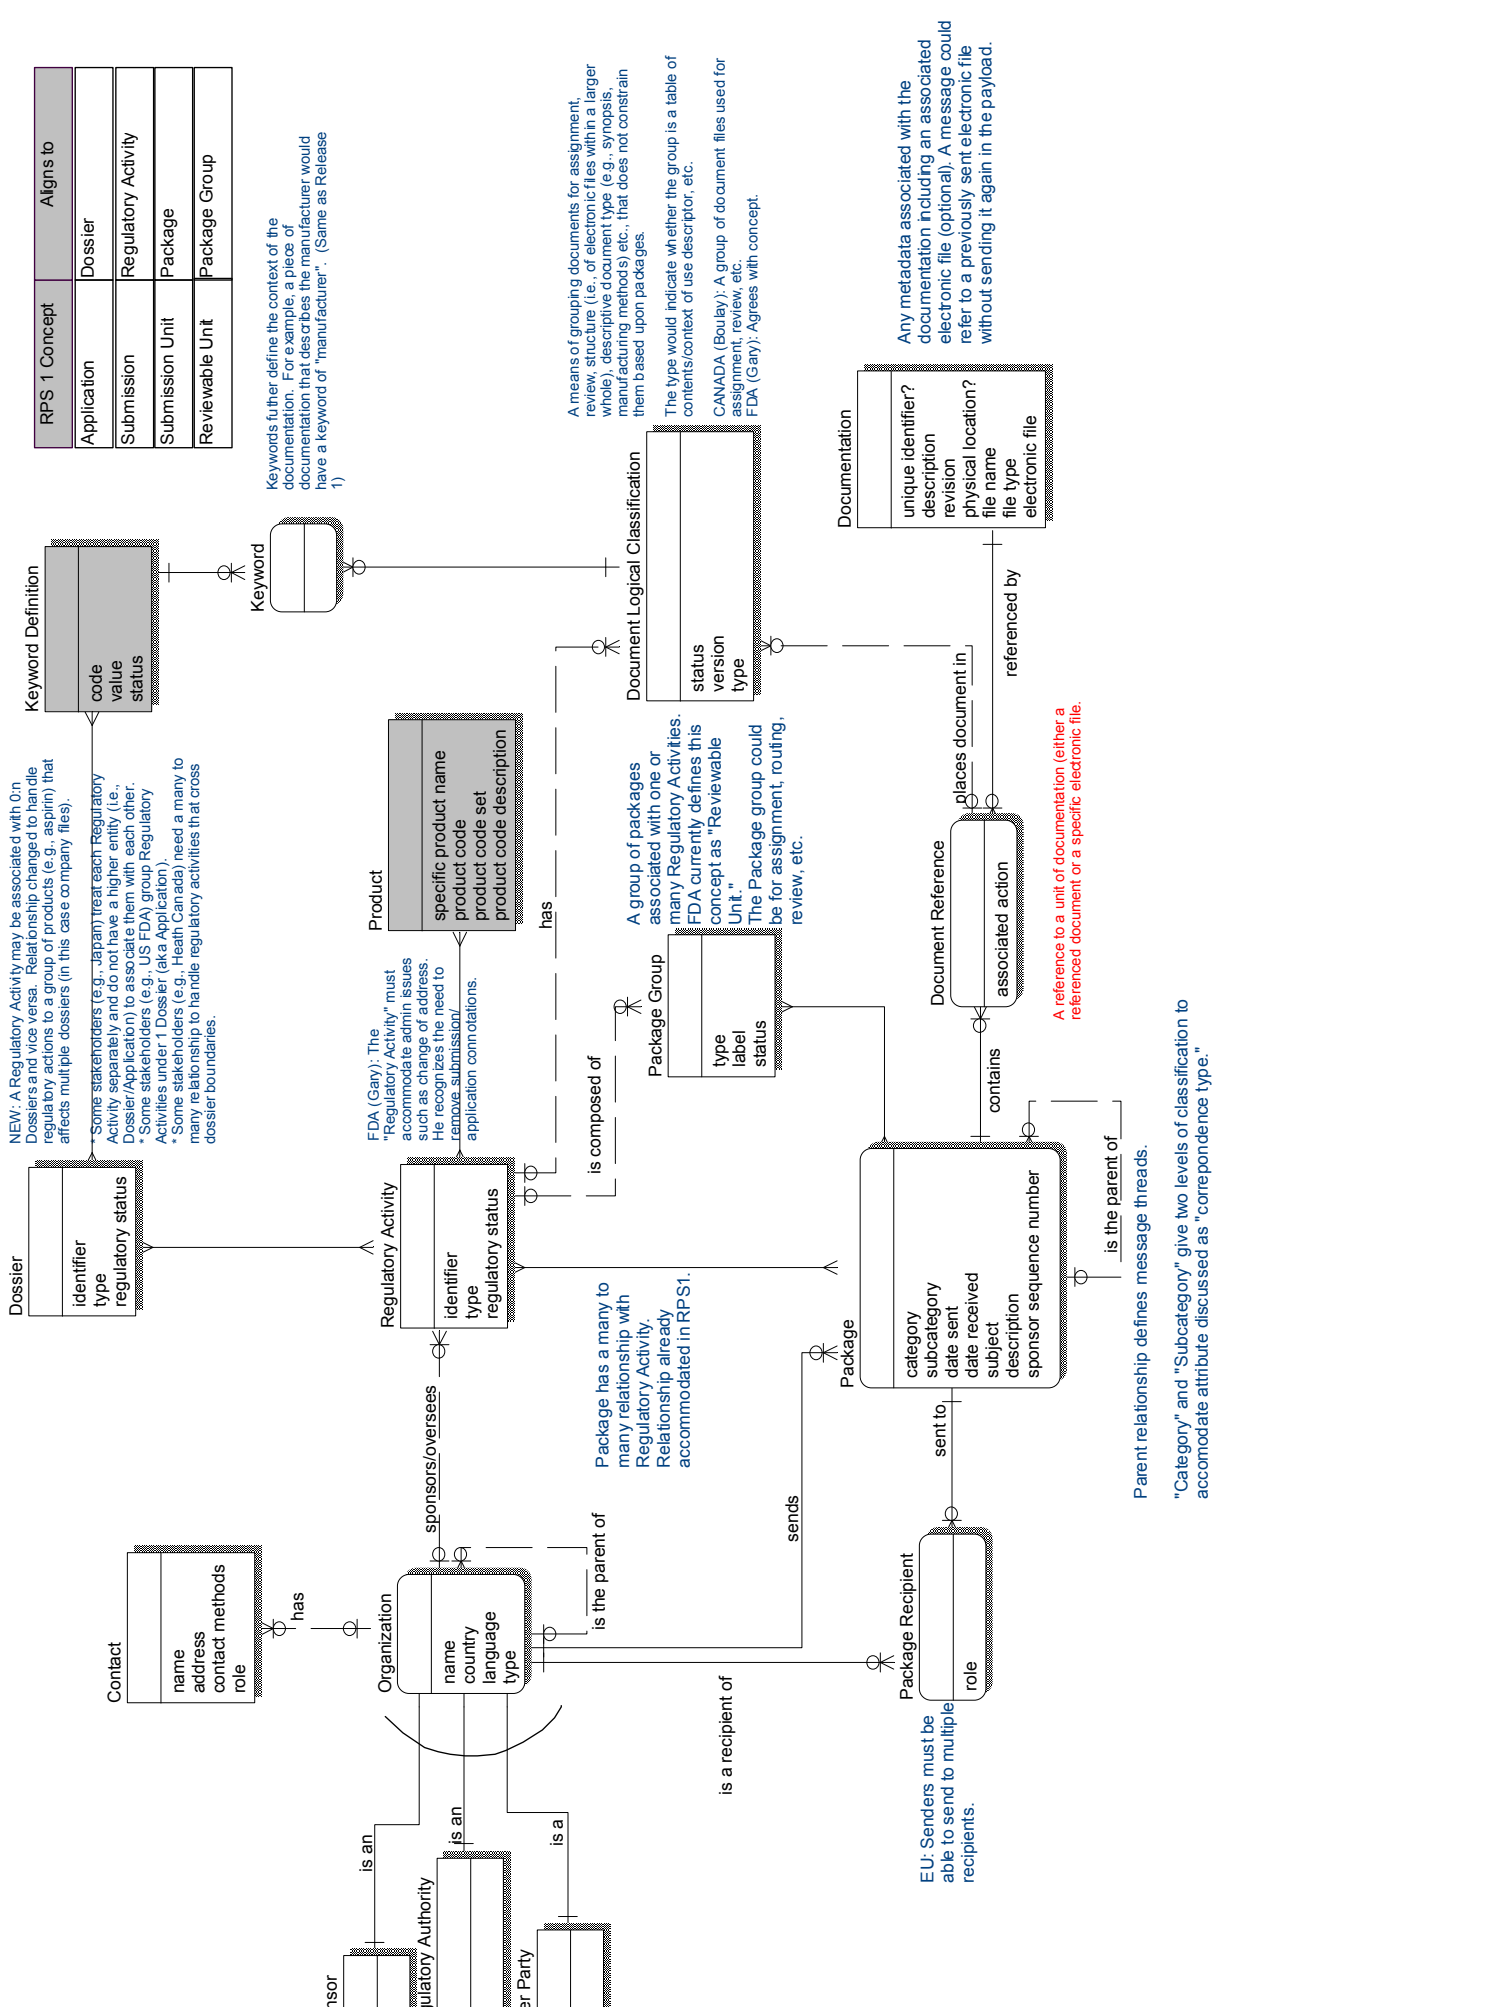 RPS 1 Concept
Aligns to
Application
Dossier
Submission
Regulatory Activity
Submission Unit
Package
Reviewable Unit
Package Group
Dossier
identifier
type
regulatory status
NEW: A Regulatory Activity may be associated with 0:n
Dossiers and vice versa. Relationship changed to handle
regulatory actions to a group of products (e.g., aspirin) that
affects multiple dossiers (in this case company files).
* Some stakeholders (e.g., Japan) treat each Regulatory
Activity separately and do not have a higher entity (i.e.,
Dossier/Application) to associate them with each other.
* Some stakeholders (e.g., US FDA) group Regulatory
Activities under 1 Dossier (aka Application).
* Some stakeholders (e.g., Heath Canada) need a many to
many relationship to handle regulatory activities that cross
dossier boundaries.
Keyword Definition
code
value
status
Keyword
Keywords futher define the context of the
documentation. For example, a piece of
documentation that describes the manufacturer would
have a keyword of "manufacturer". (Same as Release
1)
Contact
name
address
contact methods
role
has
Organization
name
country
language
type
is the parent of
sponsors/oversees
Regulatory Activity
identifier
type
regulatory status
FDA (Gary): The
"Regulatory Activity" must
accommodate admin issues
such as change of address.
He recognizes the need to
remove submission/
application connotations.
Product
specific product name
product code
product code set
product code description
has
is composed of
Document Logical Classification
status
version
type
A means of grouping documents for assignment,
review, structure (i.e., of electronic files within a larger
whole), descriptive document type (e.g., synopsis,
manufacturing methods) etc., that does not constrain
them based upon packages.
The type would indicate whether the group is a table of
contents/context of use descriptor, etc.
CANADA (Boulay): A group of document files used for
assignment, review, etc.
FDA (Gary): Agrees with concept.
Package Group
type
label
status
A group of packages
associated with one or
many Regulatory Activities.
FDA currently defines this
concept as "Reviewable
Unit."
The Package group could
be for assignment, routing,
review, etc.
Package has a many to
many relationship with
Regulatory Activity.
Relationship already
accommodated in RPS1.
is an
is an
is a
nsor
gulatory Authority
er Party
sends
is a recipient of
Package
category
subcategory
date sent
date received
subject
description
sponsor sequence number
sent to
contains
is the parent of
Package Recipient
role
EU: Senders must be
able to send to multiple
recipients.
Document Reference
associated action
places document in
referenced by
Documentation
unique identifier?
description
revision
physical location?
file name
file type
electronic file
Any metadata associated with the
documentation including an associated
electronic file (optional). A message could
refer to a previously sent electronic file
without sending it again in the payload.
A reference to a unit of documentation (either a
referenced document or a specific electronic file.
Parent relationship defines message threads.
"Category" and "Subcategory" give two levels of classification to
accomodate attribute discussed as "correpondence type."